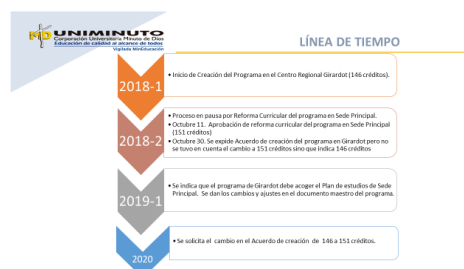 UNIMINUTO
Corporación Universitaria Minuto de Dios
Educación de calidad al alcance de todos
Vigilada MinEducación
LÍNEA DE TIEMPO
2018-1
• Inicio de Creación del Programa en el Centro Regional Girardot (146 créditos).
2018-2
• Proceso en pausa por Reforma Curricular del programa en Sede Principal.
• Octubre 11. Aprobación de reforma curricular del programa en Sede Principal
(151 créditos)
• Octubre 30. Se expide Acuerdo de creación del programa en Girardot pero no
se tuvo en cuenta el cambio a 151 créditos sino que indica 146 créditos
2019-1
• Se indica que el programa de Girardot debe acoger el Plan de estudios de Sede
Principal. Se dan los cambios y ajustes en el documento maestro del programa.
2020
• Se solicita el cambio en el Acuerdo de creación de 146 a 151 créditos.